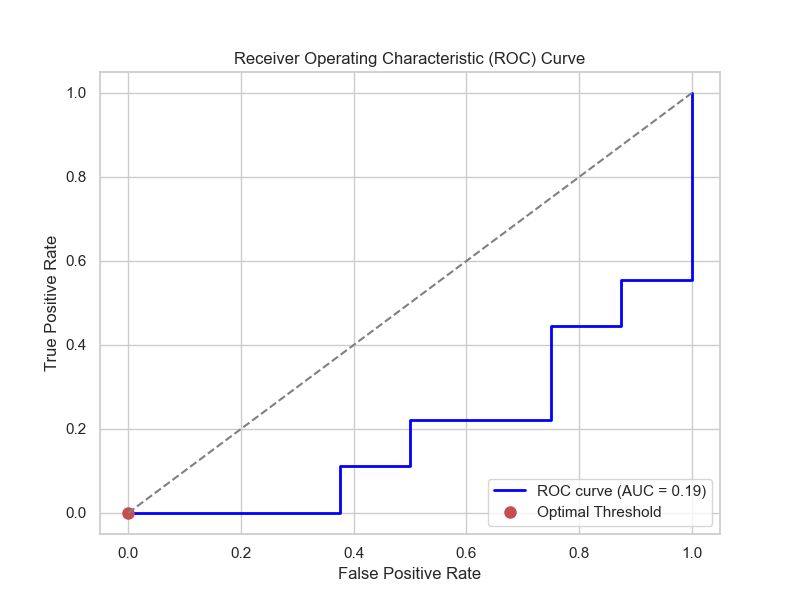 Receiver Operating Characteristic (ROC) Curve
True Positive Rate
1.0
0.8
0.6
0.4
0.2
0.0
ROC curve (AUC = 0.19)
Optimal Threshold
0.0 0.2 0.4 0.6 0.8 1.0
False Positive Rate